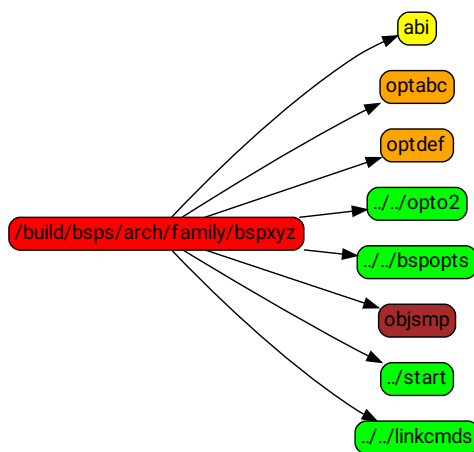 abi
optabc
optdef
../../opto2
/build/bsps/arch/family/bspxyz
../../bspopts
objsmp
../start
../../linkcmds